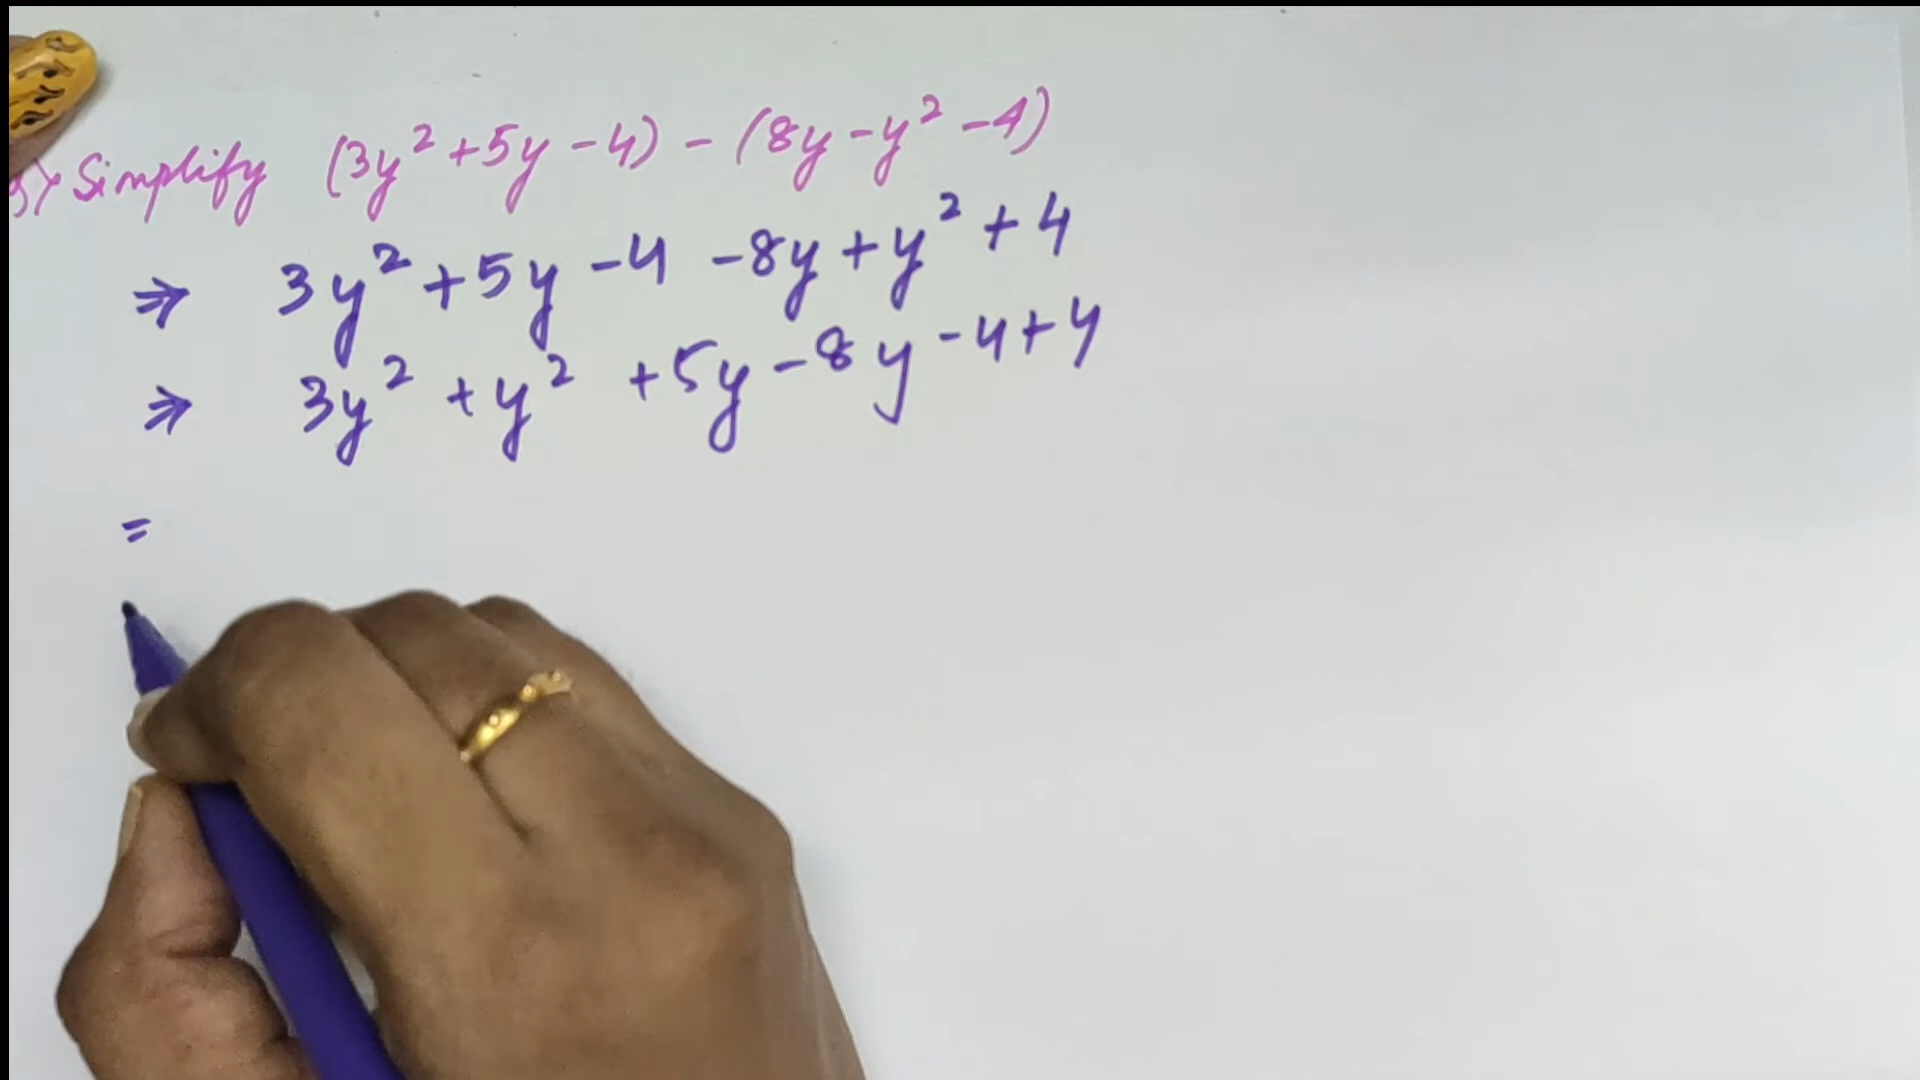 Simplify (3y² + 5y - 4) - (8y - y² - 4)
⇒ 3y² + 5y - 4 - 8y + y² + 4
⇒ 3y² + y² + 5y - 8y - 4 + 4
=